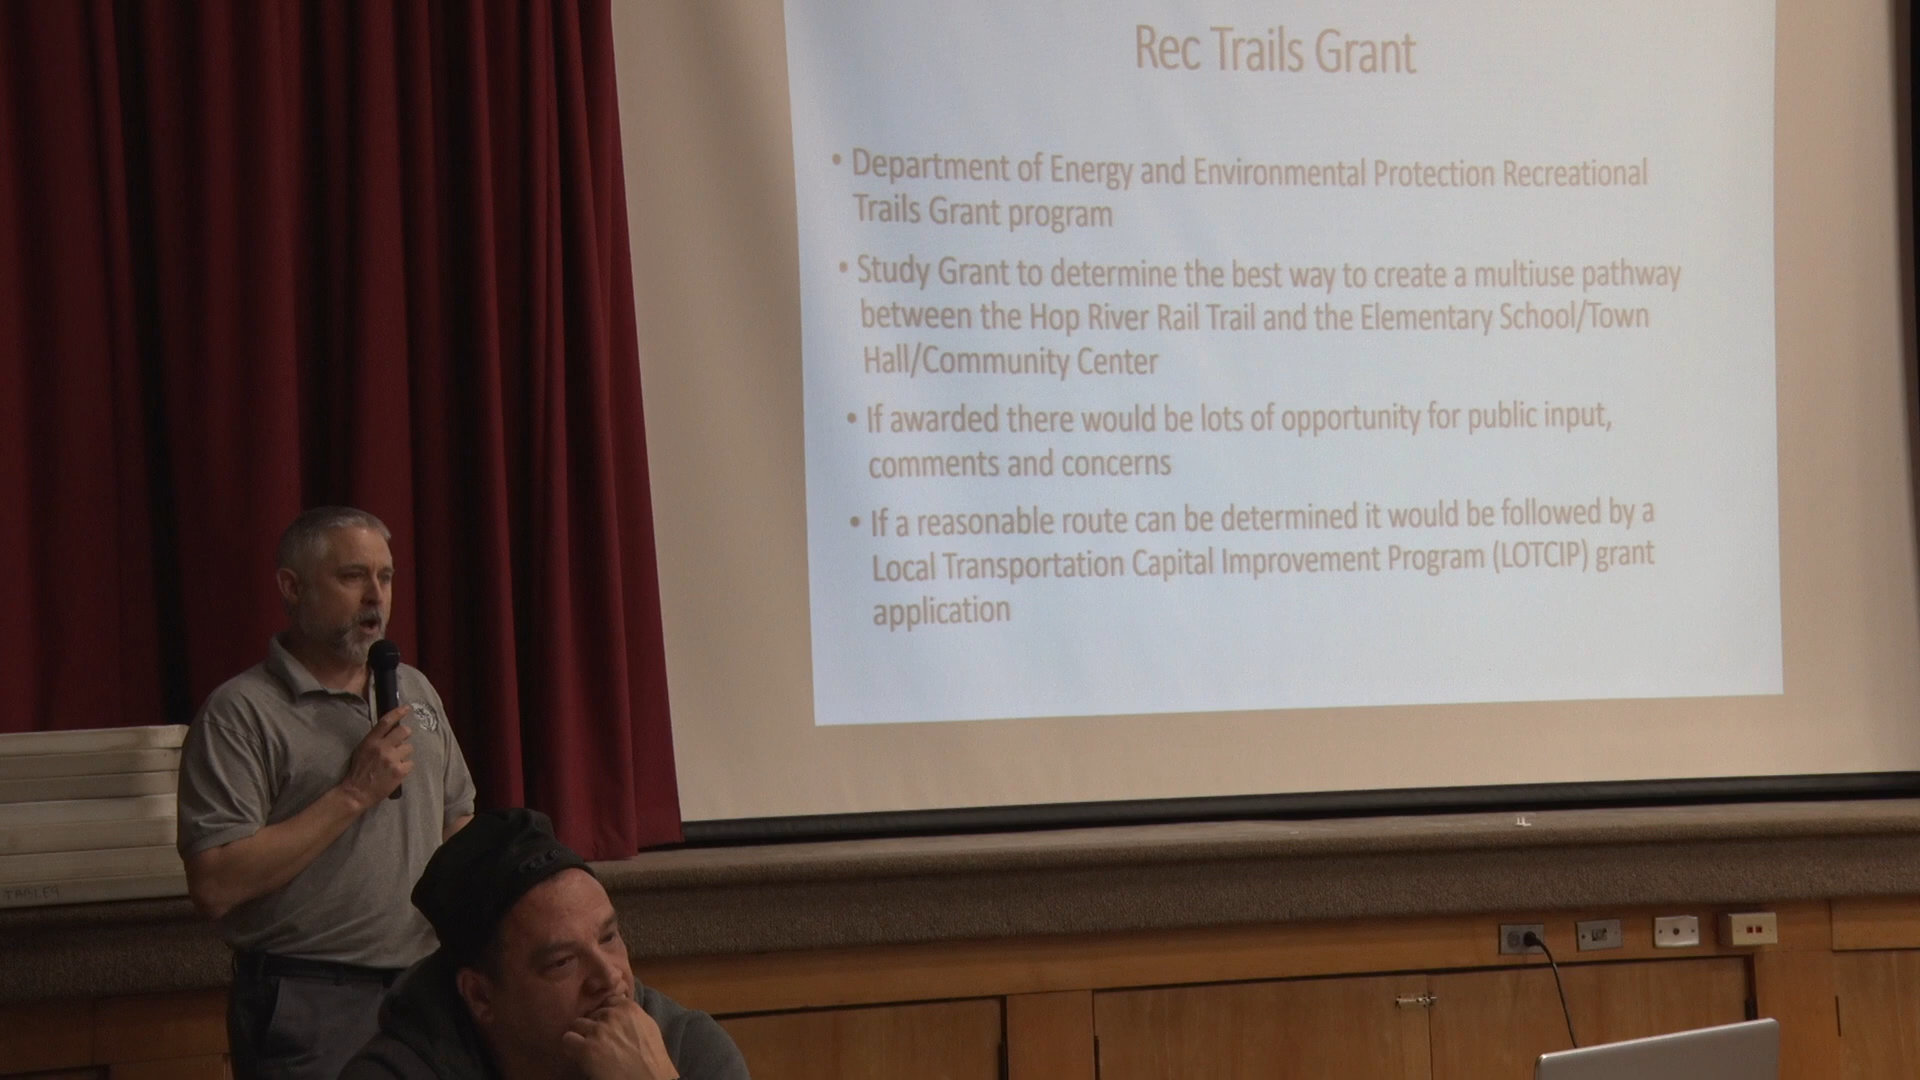 Rec Trails Grant
• Department of Energy and Environmental Protection Recreational
Trails Grant program
• Study Grant to determine the best way to create a multiuse pathway
between the Hop River Rail Trail and the Elementary School/Town
Hall/Community Center
• If awarded there would be lots of opportunity for public input,
comments and concerns
• If a reasonable route can be determined it would be followed by a
Local Transportation Capital Improvement Program (LOTCIP) grant
application